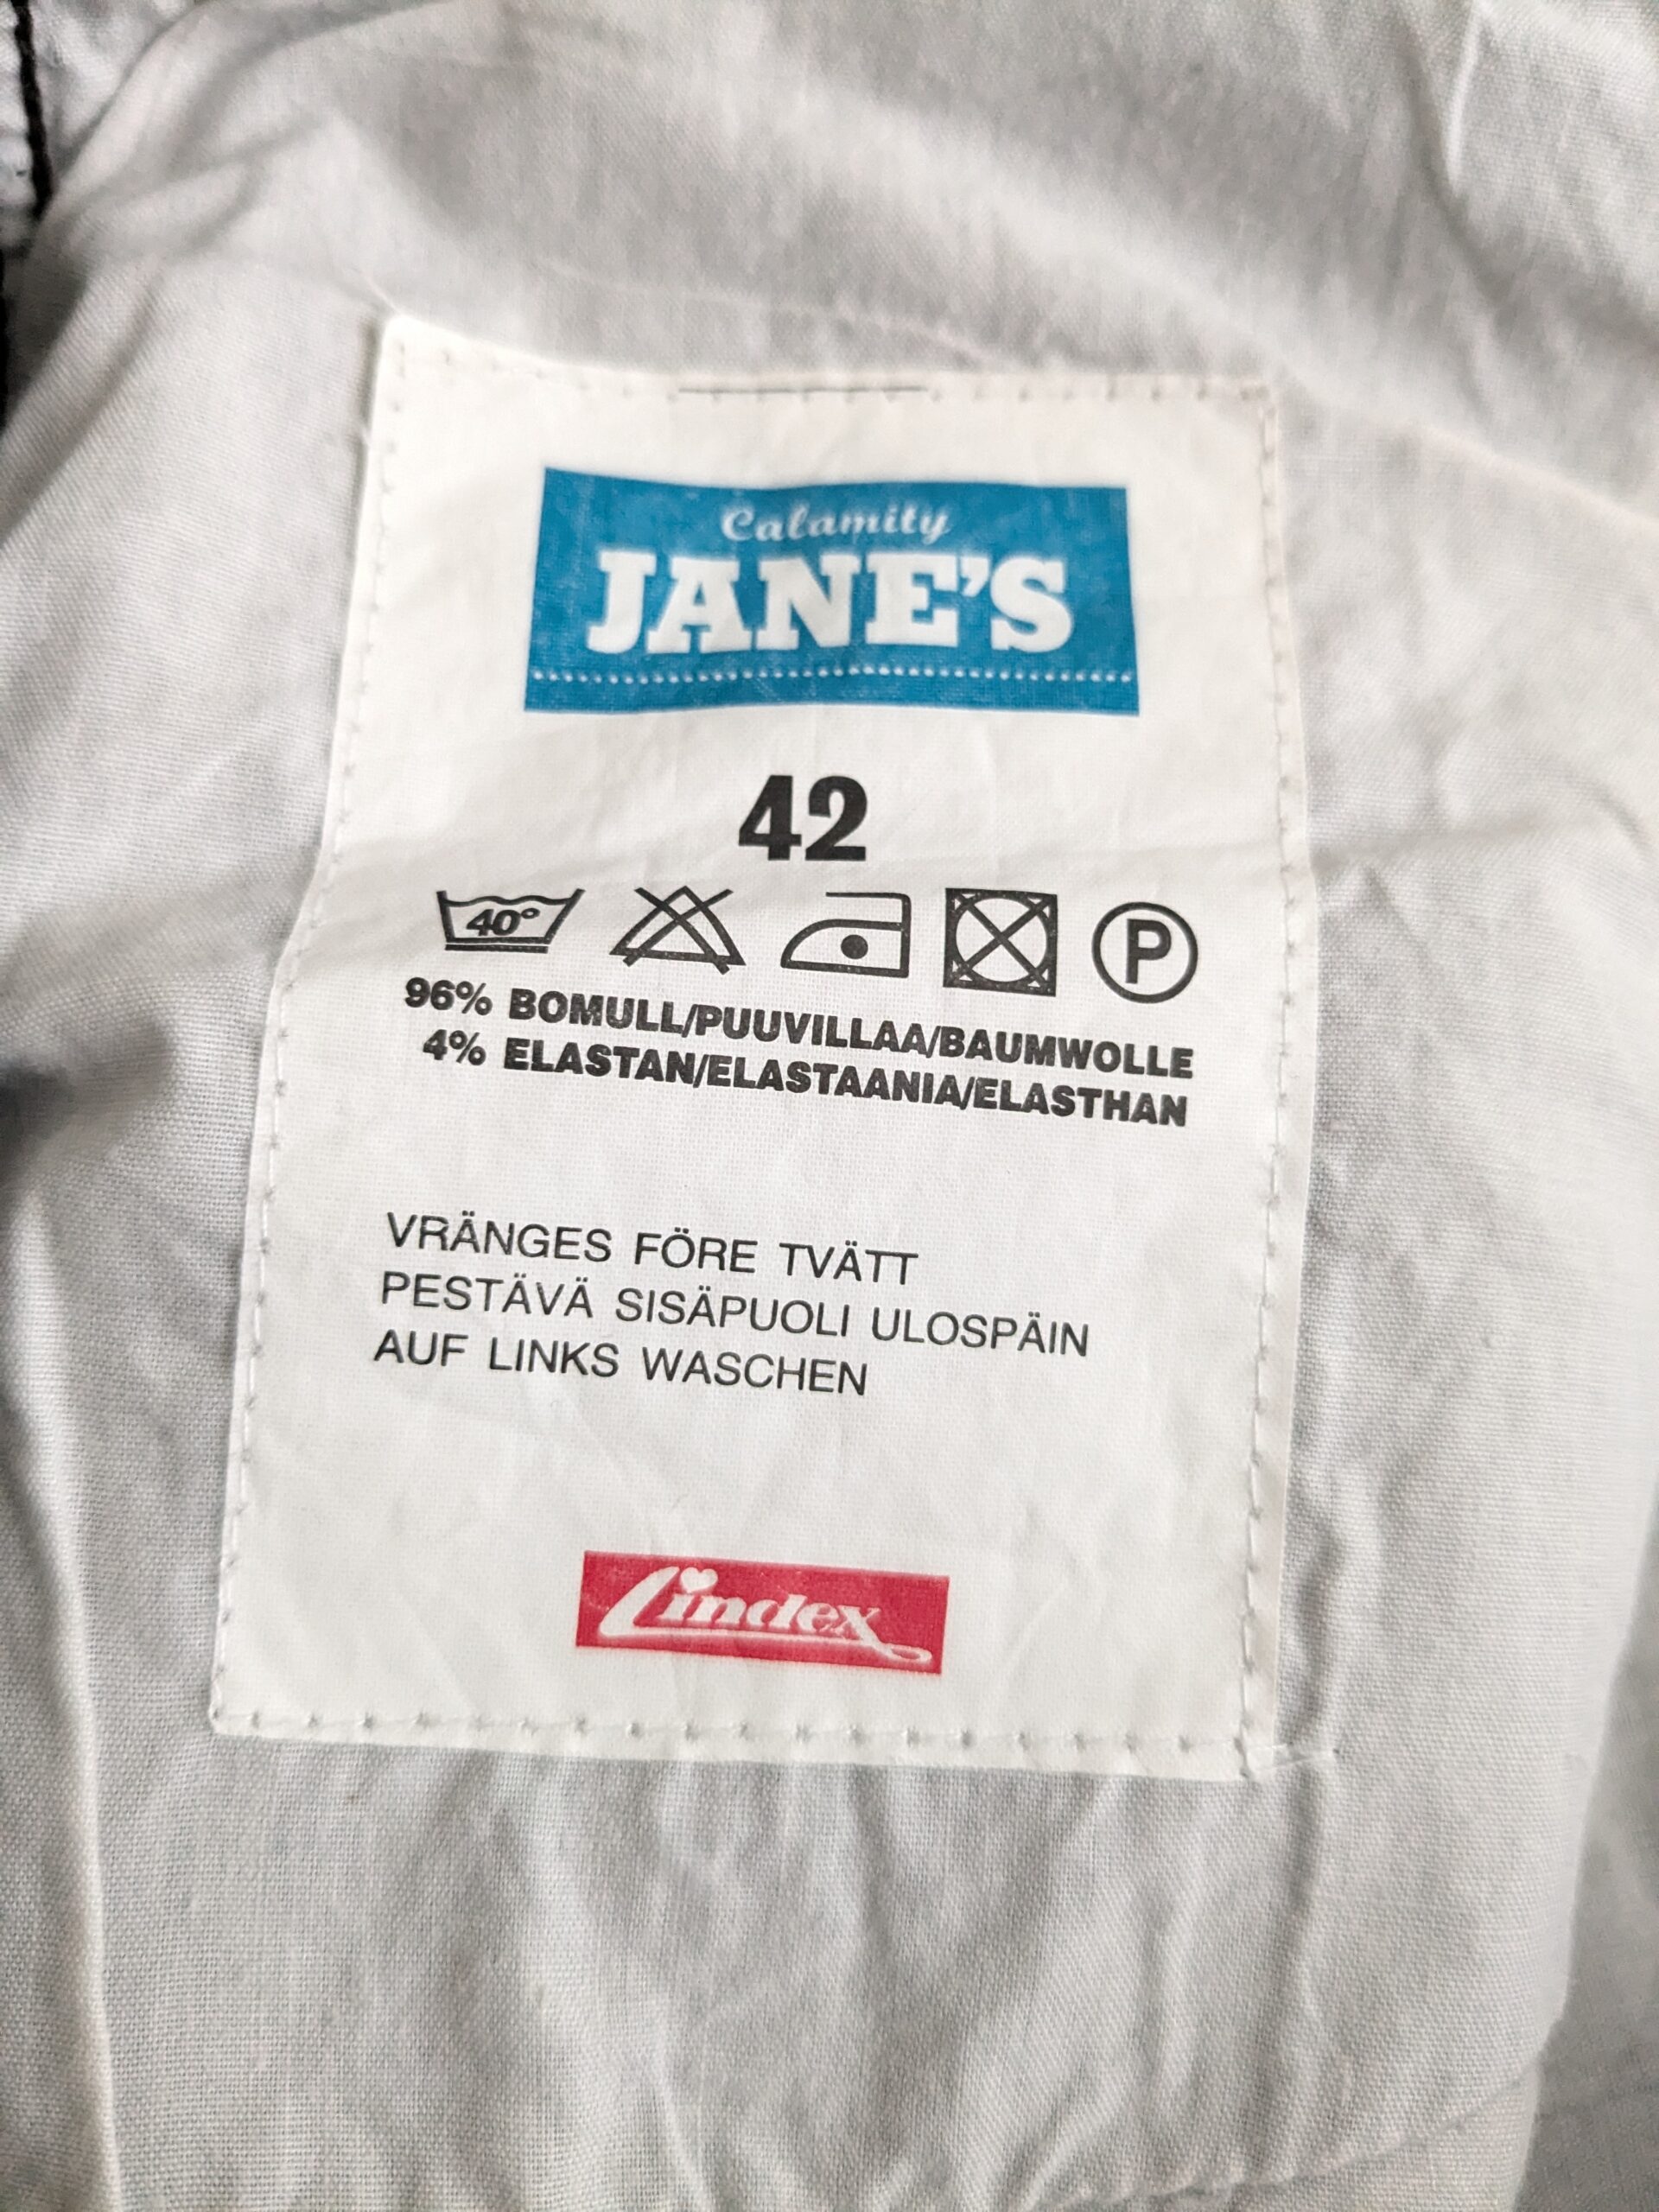 Calamity
JANE'S
42
40°
P
96% BOMULL/PUUVILLAA/BAUMWOLLE
4% ELASTAN/ELASTAANIA/ELASTHAN
VRÄNGES FÖRE TVÄTT
PESTÄVÄ SISÄPUOLI ULOSPÄIN
AUF LINKS WASCHEN
Lindex